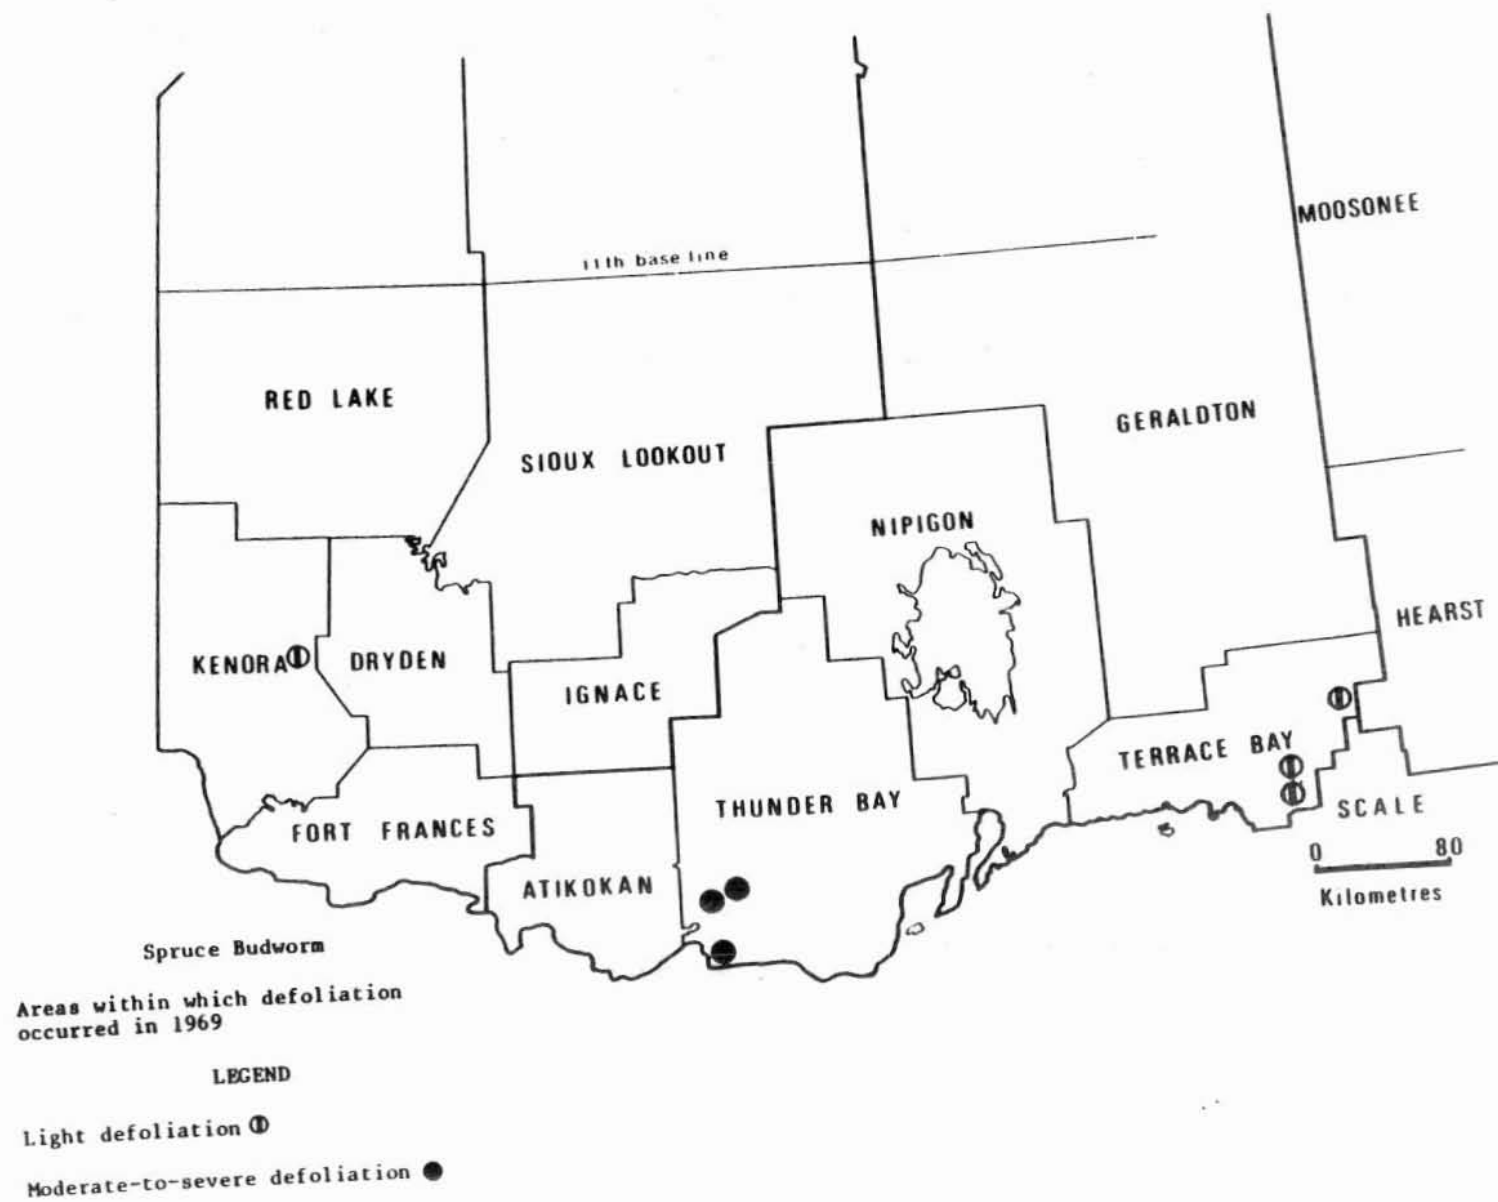 MOOSONEE
11th base line
RED LAKE
GERALDTON
SIOUX LOOKOUT
NIPIGON
HEARST
KENORA
DRYDEN
IGNACE
TERRACE BAY
THUNDER BAY
SCALE
FORT FRANCES
0 80
Kilometres
ATIKOKAN
Spruce Budworm
Areas within which defoliation
occurred in 1969
LEGEND
Light defoliation
Moderate-to-severe defoliation